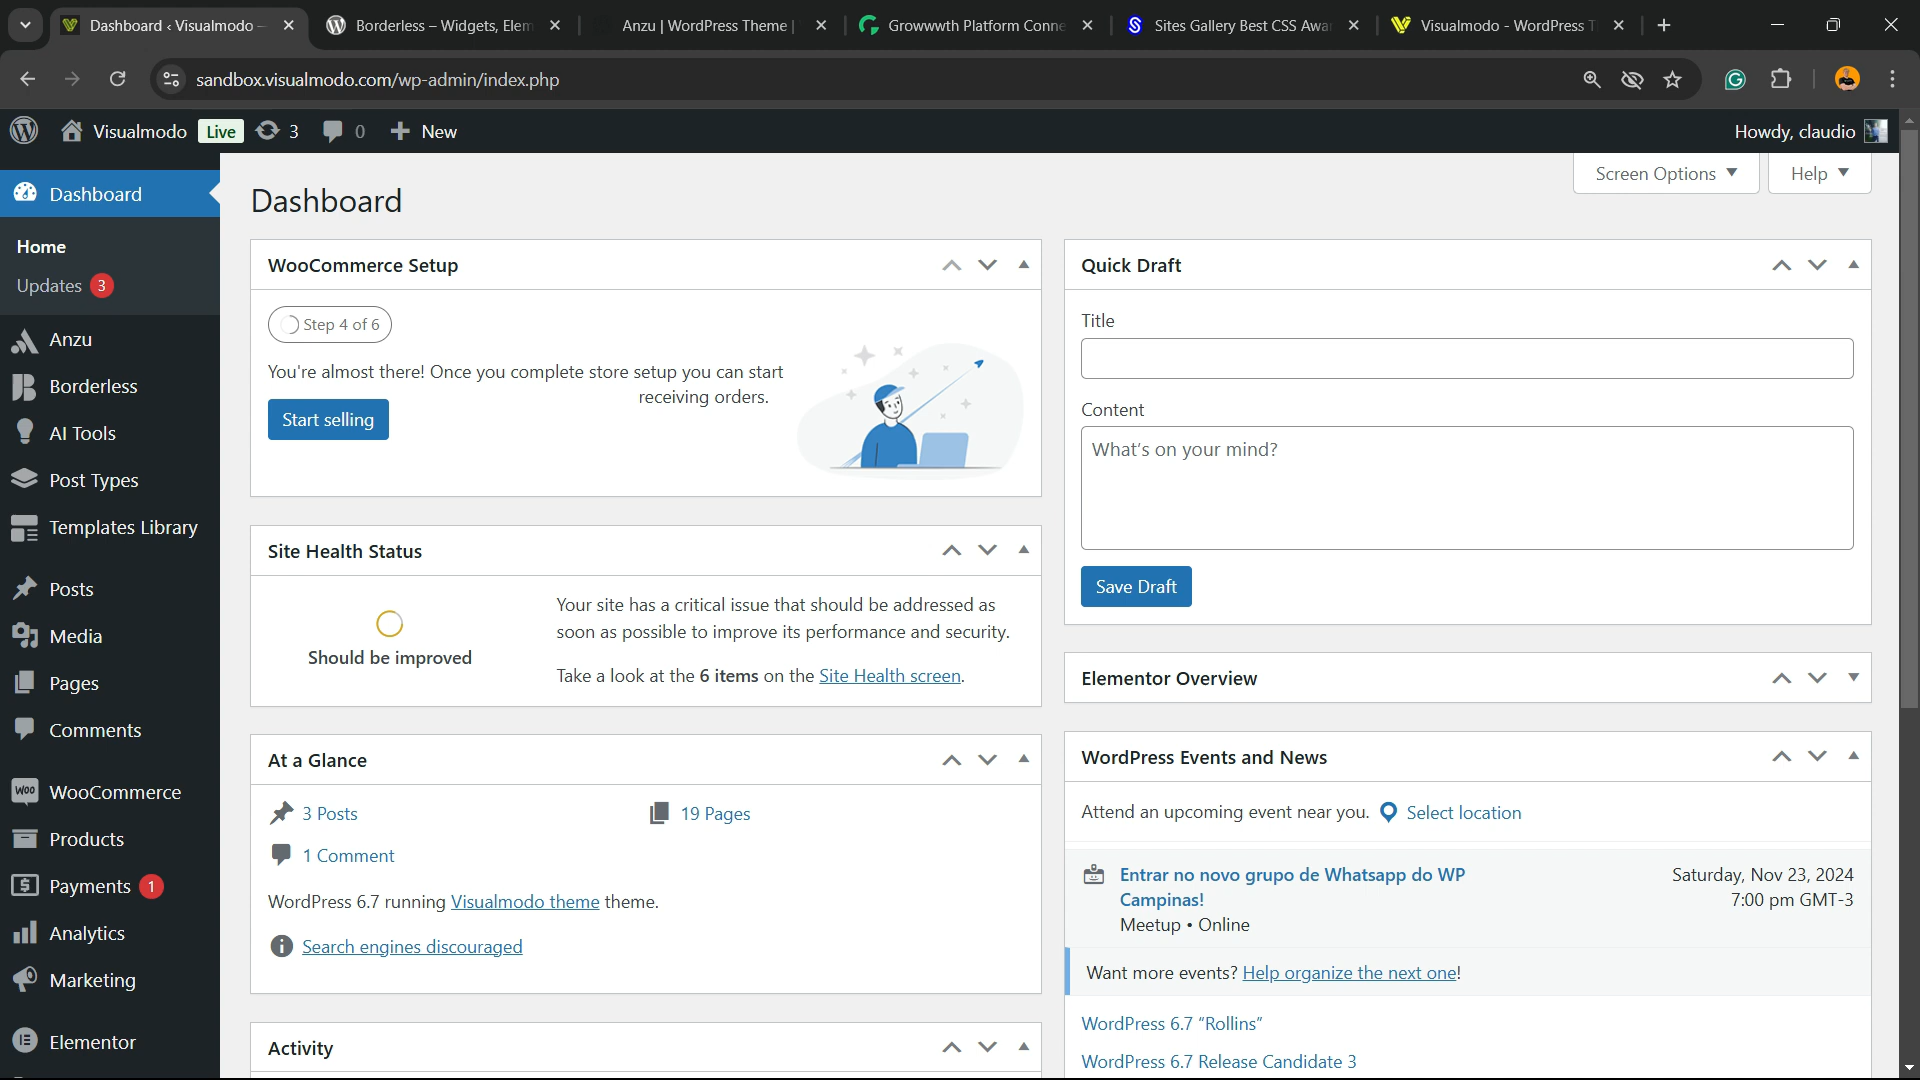 Dashboard ‹ Visualmodo –
Borderless – Widgets, Elem
Anzu | WordPress Theme |
Growwwth Platform Conne
Sites Gallery Best CSS Awar
Visualmodo - WordPress T
sandbox.visualmodo.com/wp-admin/index.php
Visualmodo Live 3 0 New
Howdy, claudio
Screen Options
Help
Dashboard
Home
Updates 3
Anzu
Borderless
AI Tools
Post Types
Templates Library
Posts
Media
Pages
Comments
WooCommerce
Products
Payments 1
Analytics
Marketing
Elementor
Dashboard
WooCommerce Setup
Step 4 of 6
You're almost there! Once you complete store setup you can start
receiving orders.
Start selling
Site Health Status
Should be improved
Your site has a critical issue that should be addressed as
soon as possible to improve its performance and security.
Take a look at the 6 items on the Site Health screen.
At a Glance
3 Posts
19 Pages
1 Comment
WordPress 6.7 running Visualmodo theme theme.
Search engines discouraged
Activity
Quick Draft
Title
Content
What's on your mind?
Save Draft
Elementor Overview
WordPress Events and News
Attend an upcoming event near you. Select location
Entrar no novo grupo de Whatsapp do WP
Campinas!
Meetup • Online
Saturday, Nov 23, 2024
7:00 pm GMT-3
Want more events? Help organize the next one!
WordPress 6.7 “Rollins”
WordPress 6.7 Release Candidate 3